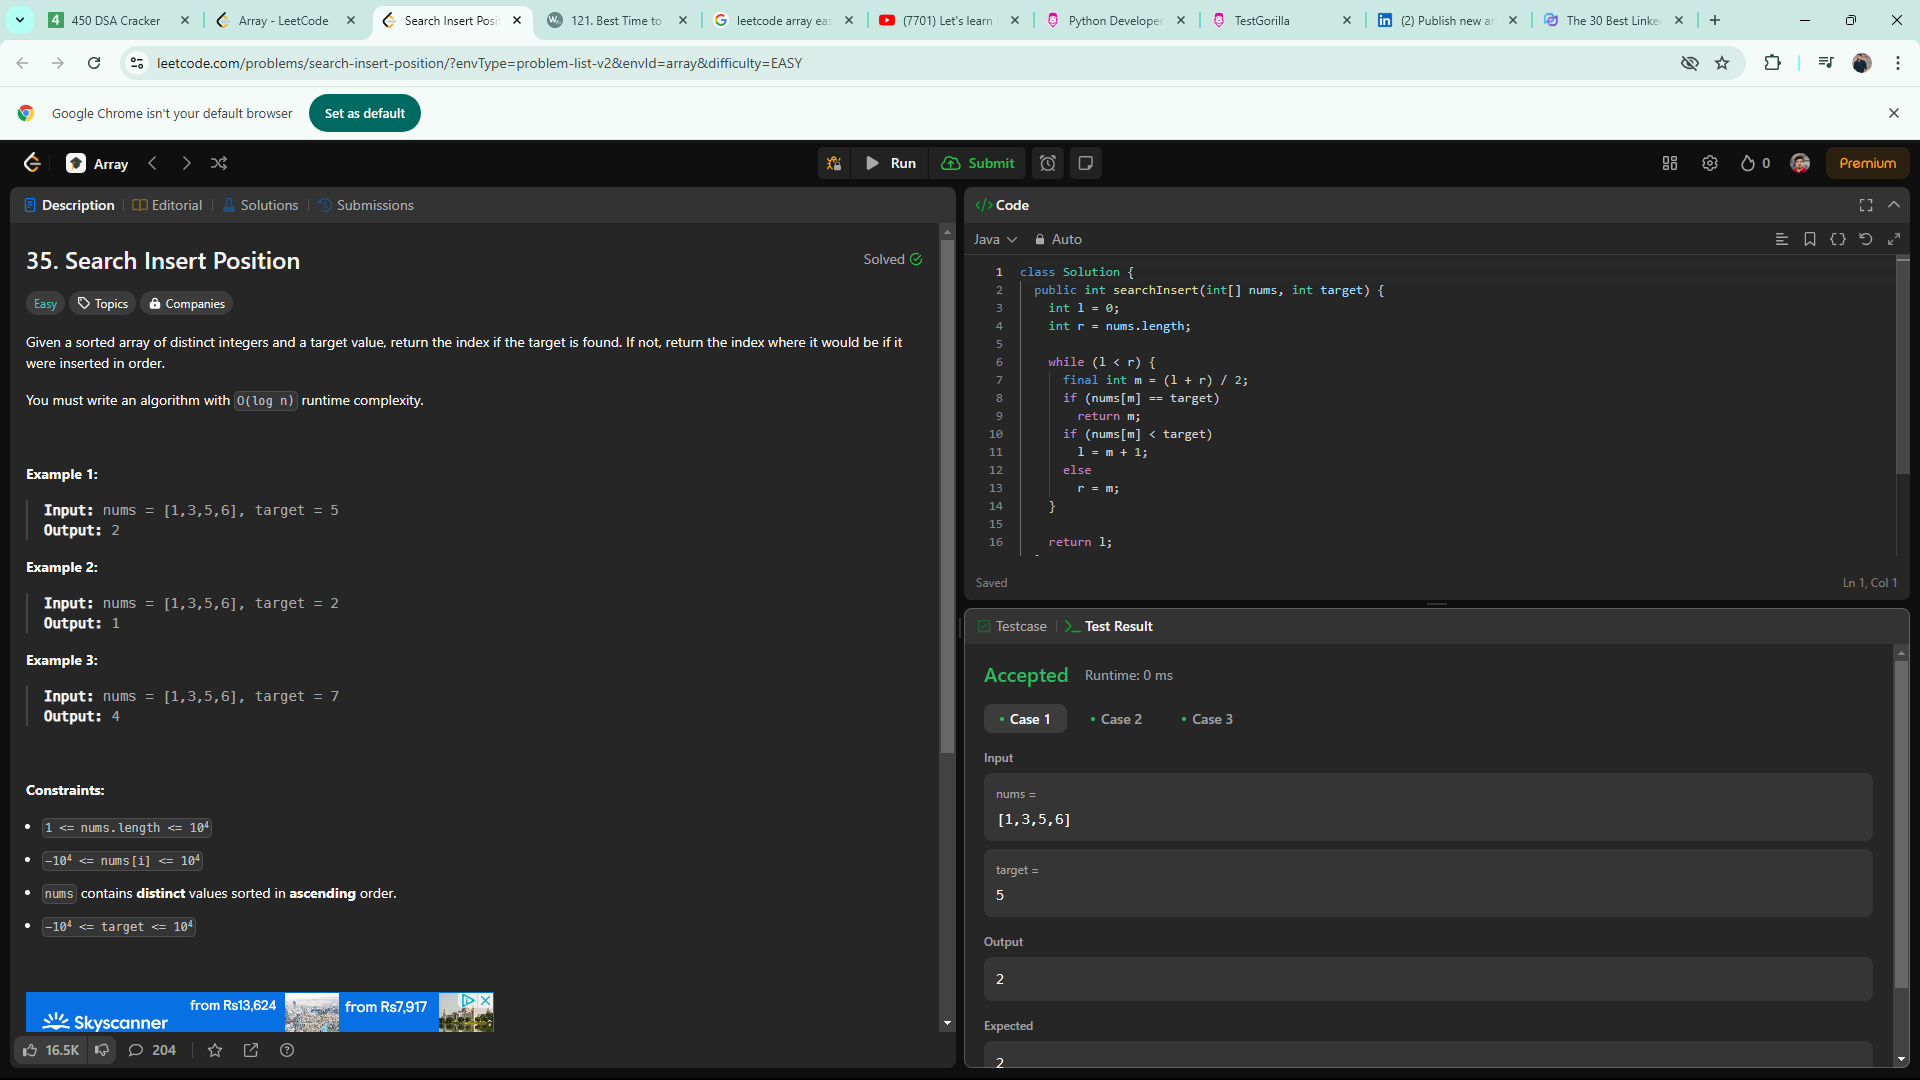 450 DSA Cracker
Array - LeetCode
Search Insert Posit
121. Best Time to
leetcode array eas
(7701) Let's learn
Python Developer
TestGorilla
(2) Publish new ar
The 30 Best Linke
leetcode.com/problems/search-insert-position/?envType=problem-list-v2&envId=array&difficulty=EASY
Google Chrome isn't your default browser
Set as default
Array
Run
Submit
0
Premium
Description
Editorial
Solutions
Submissions
35. Search Insert Position
Solved
Easy
Topics
Companies
Given a sorted array of distinct integers and a target value, return the index if the target is found. If not, return the index where it would be if it
were inserted in order.
You must write an algorithm with O(log n) runtime complexity.
Example 1:
Input: nums = [1,3,5,6], target = 5
Output: 2
Example 2:
Input: nums = [1,3,5,6], target = 2
Output: 1
Example 3:
Input: nums = [1,3,5,6], target = 7
Output: 4
Constraints:
1 <= nums.length <= 10⁴
-10⁴ <= nums[i] <= 10⁴
nums contains distinct values sorted in ascending order.
-10⁴ <= target <= 10⁴
Skyscanner
from Rs13,624
from Rs7,917
16.5K
204
</> Code
Java
Auto
1 class Solution {
2 public int searchInsert(int[] nums, int target) {
3 int l = 0;
4 int r = nums.length;
5
6 while (l < r) {
7 final int m = (l + r) / 2;
8 if (nums[m] == target)
9 return m;
10 if (nums[m] < target)
11 l = m + 1;
12 else
13 r = m;
14 }
15
16 return l;
Saved
Ln 1, Col 1
Testcase
Test Result
Accepted
Runtime: 0 ms
Case 1
Case 2
Case 3
Input
nums =
[1,3,5,6]
target =
5
Output
2
Expected
2